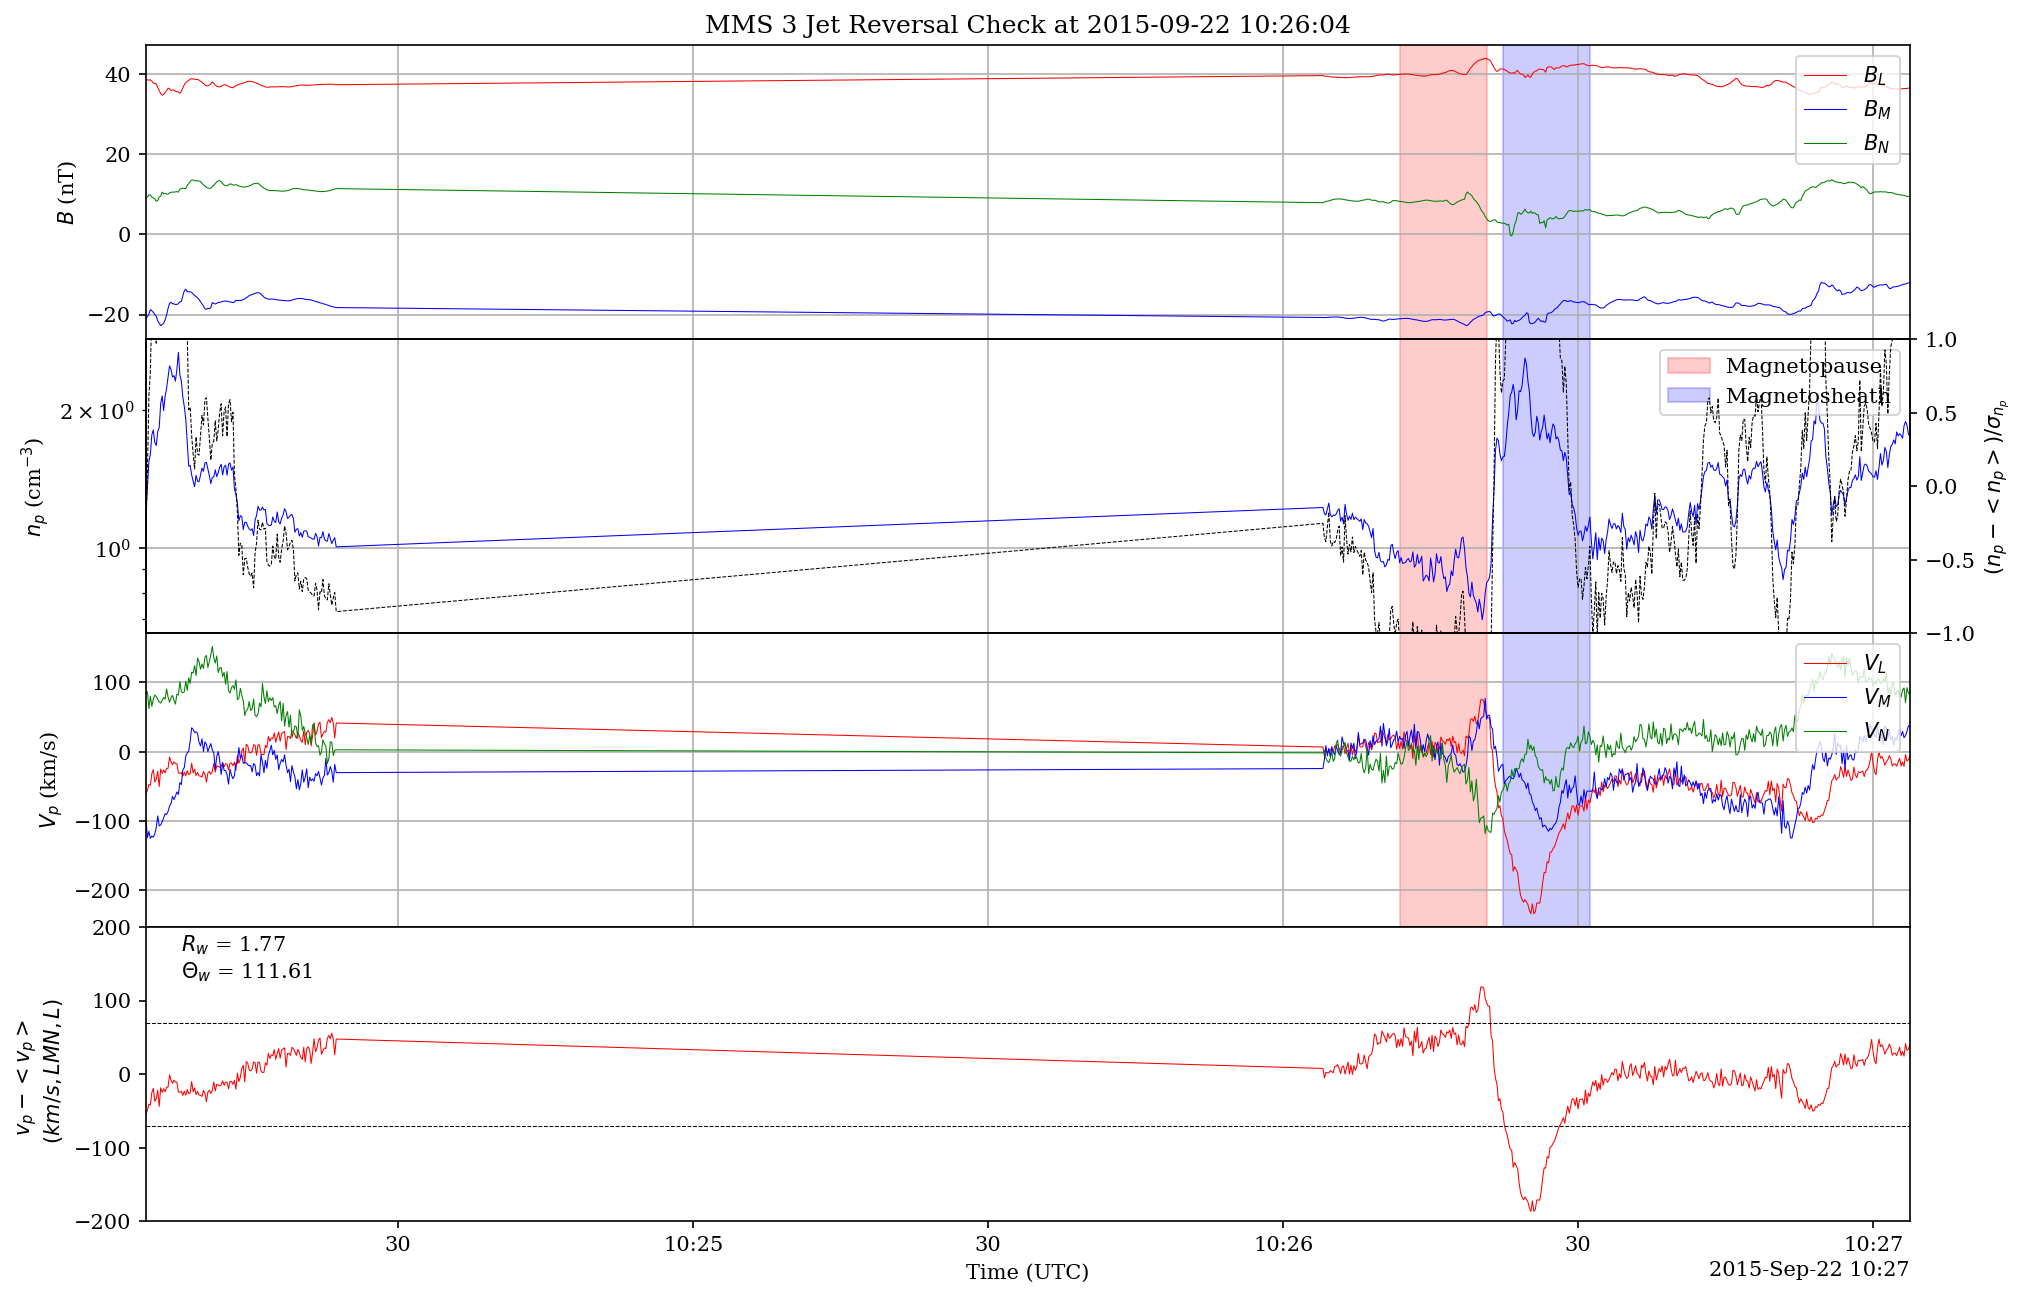 MMS 3 Jet Reversal Check at 2015-09-22 10:26:04
40
20
0
−20
B (nT)
B_L
B_M
B_N
2 × 10^0
10^0
n_p (cm^−3)
1.0
0.5
0.0
−0.5
−1.0
(n_p − < n_p >)/σ_{n_p}
Magnetopause
Magnetosheath
100
0
−100
−200
V_p (km/s)
V_L
V_M
V_N
200
100
0
−100
−200
v_p − < v_p >
(km/s, LMN, L)
R_w = 1.77
Θ_w = 111.61
30
10:25
30
10:26
30
10:27
Time (UTC)
2015-Sep-22 10:27